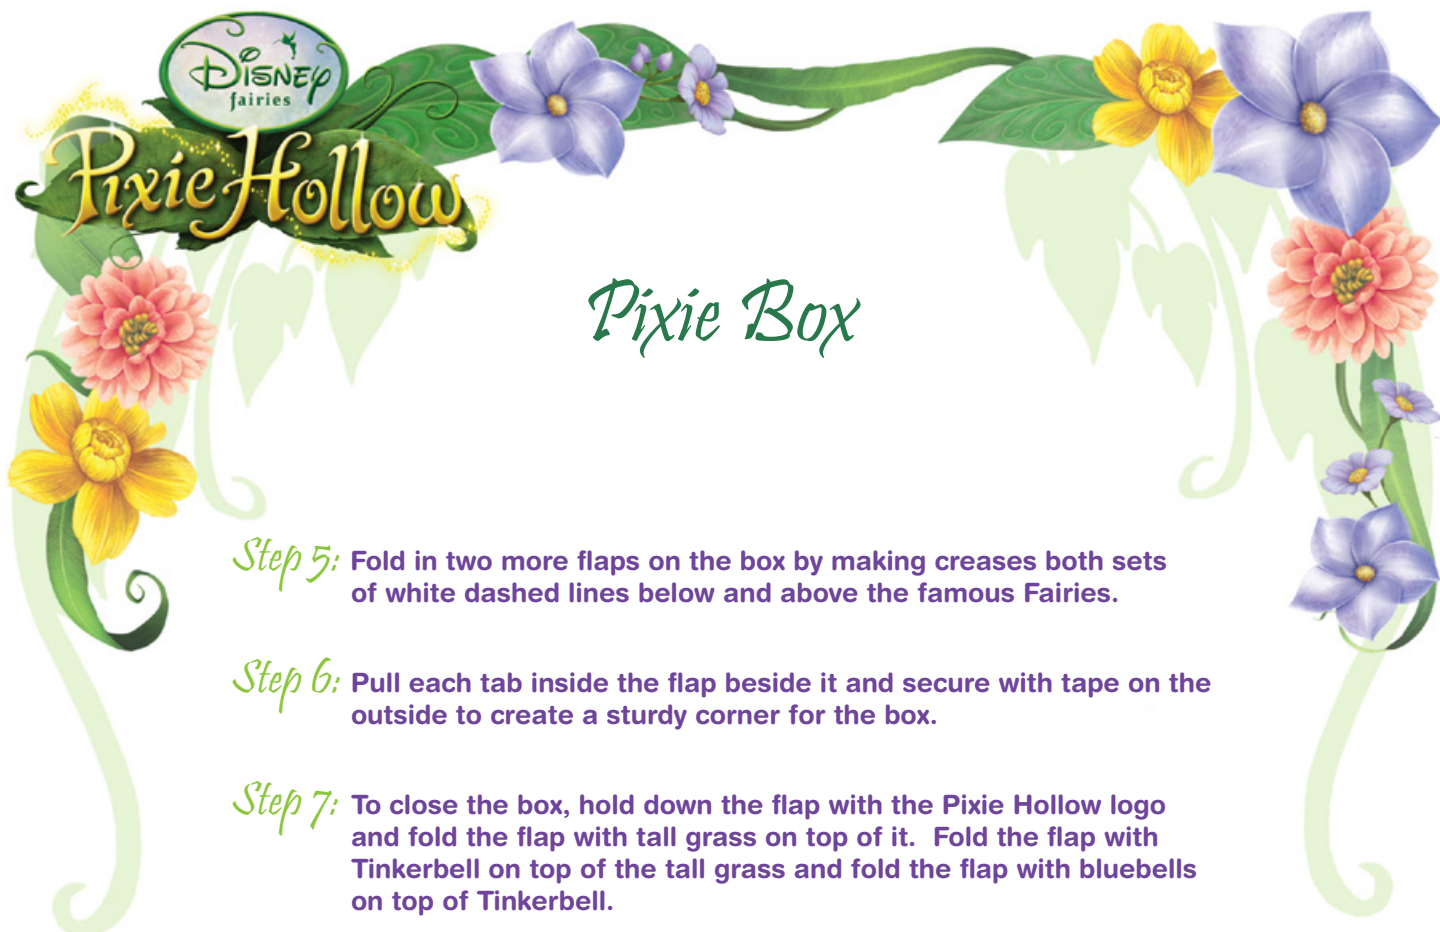 Disney
fairies
Pixie Hollow
Pixie Box
Step 5: Fold in two more flaps on the box by making creases both sets
of white dashed lines below and above the famous Fairies.
Step 6: Pull each tab inside the flap beside it and secure with tape on the
outside to create a sturdy corner for the box.
Step 7: To close the box, hold down the flap with the Pixie Hollow logo
and fold the flap with tall grass on top of it.  Fold the flap with
Tinkerbell on top of the tall grass and fold the flap with bluebells
on top of Tinkerbell.